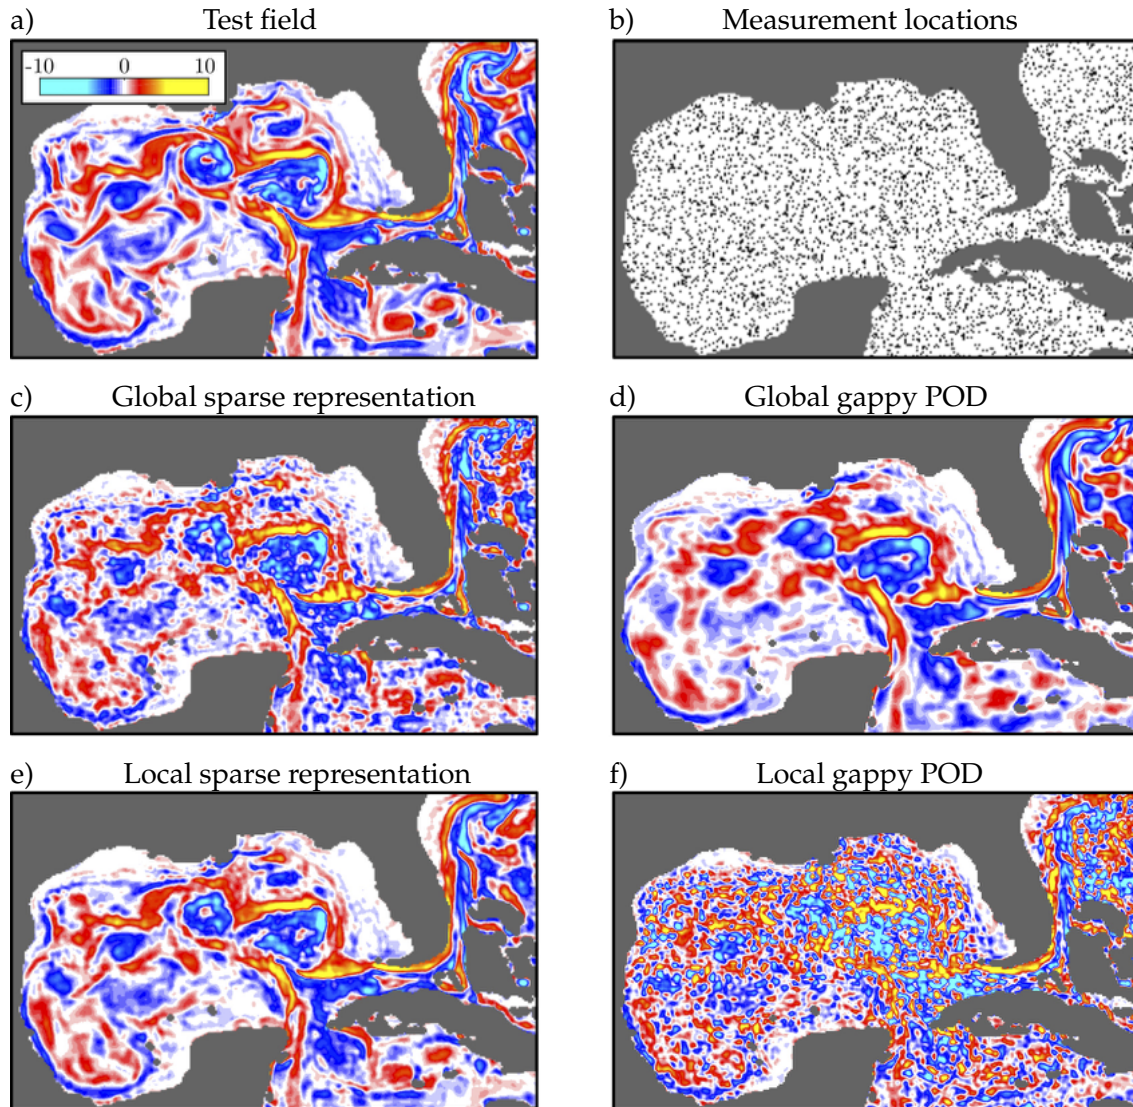 a) Test field
b) Measurement locations
-10 0 10
c) Global sparse representation
d) Global gappy POD
e) Local sparse representation
f) Local gappy POD